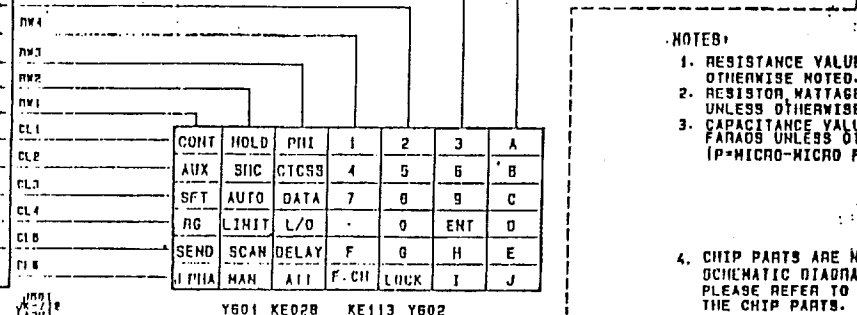 RW4
RW3
RW2
RW1
CL1
CL2
CL3
CL4
CL5
CL6
CONT HOLD PRI 1 2 3 A
AUX SRC CTCSS 4 5 6 B
SFT AUTO DATA 7 8 9 C
RG LIMIT L/O · 0 ENT D
SEND SCAN DELAY F G H E
ALPHA MAN ATT F.CH LOCK I J
Y601 KE028 KE113 Y602
NOTES:
1. RESISTANCE VALUE
OTHERWISE NOTED.
2. RESISTOR WATTAGE
UNLESS OTHERWISE
3. CAPACITANCE VALU
FARADS UNLESS OT
(P=MICRO-MICRO F
4. CHIP PARTS ARE N
SCHEMATIC DIAGRA
PLEASE REFER TO
THE CHIP PARTS.